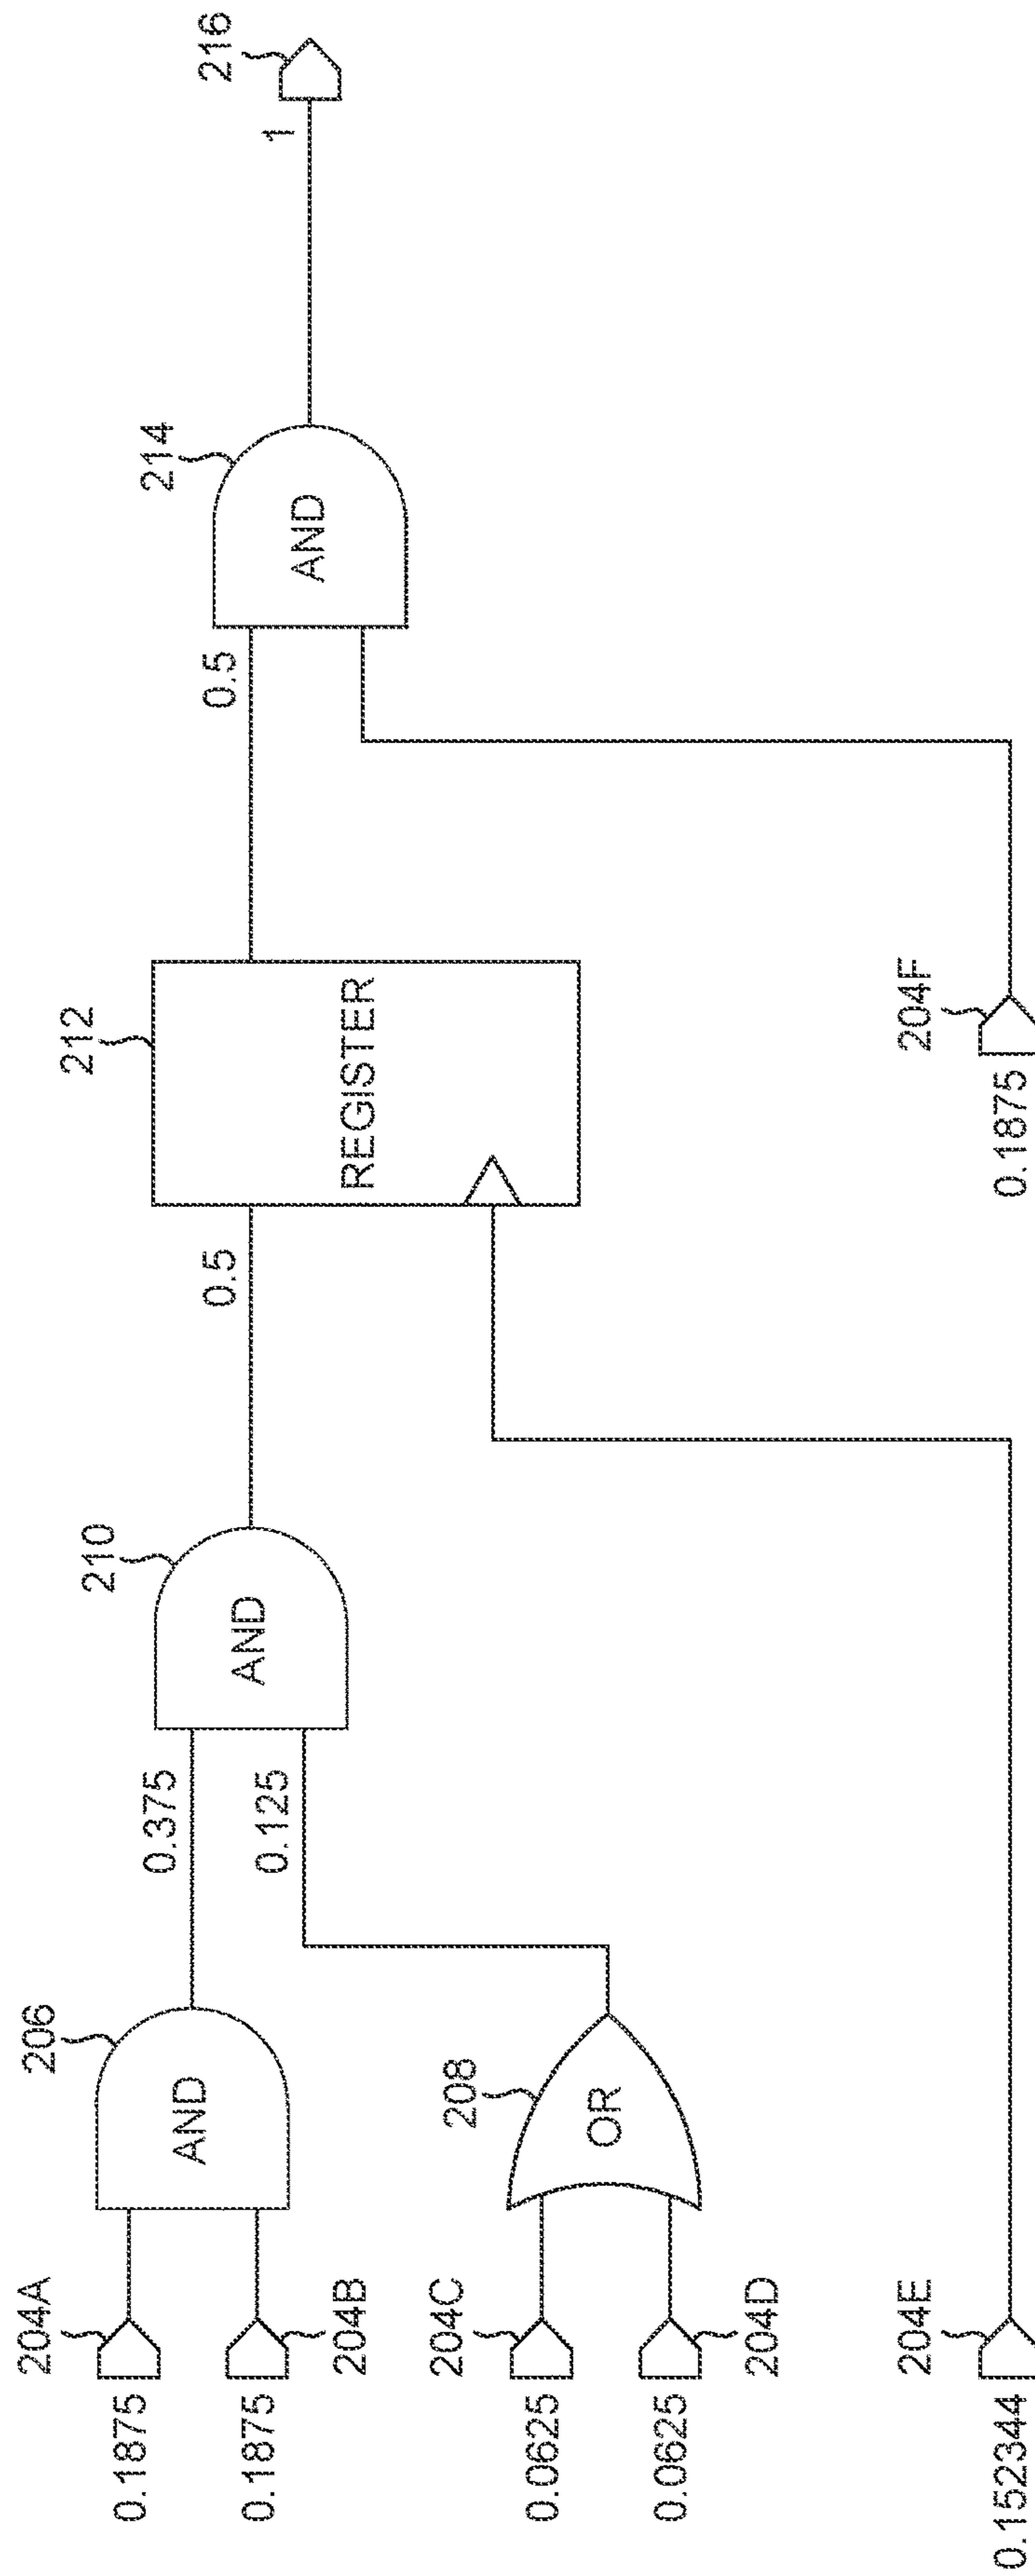 204A
0.1875
0.1875
204B
206
AND
0.375
204C
0.0625
0.0625
204D
208
OR
0.125
210
AND
0.5
212
REGISTER
0.5
204E
0.152344
204F
0.1875
214
AND
1
216